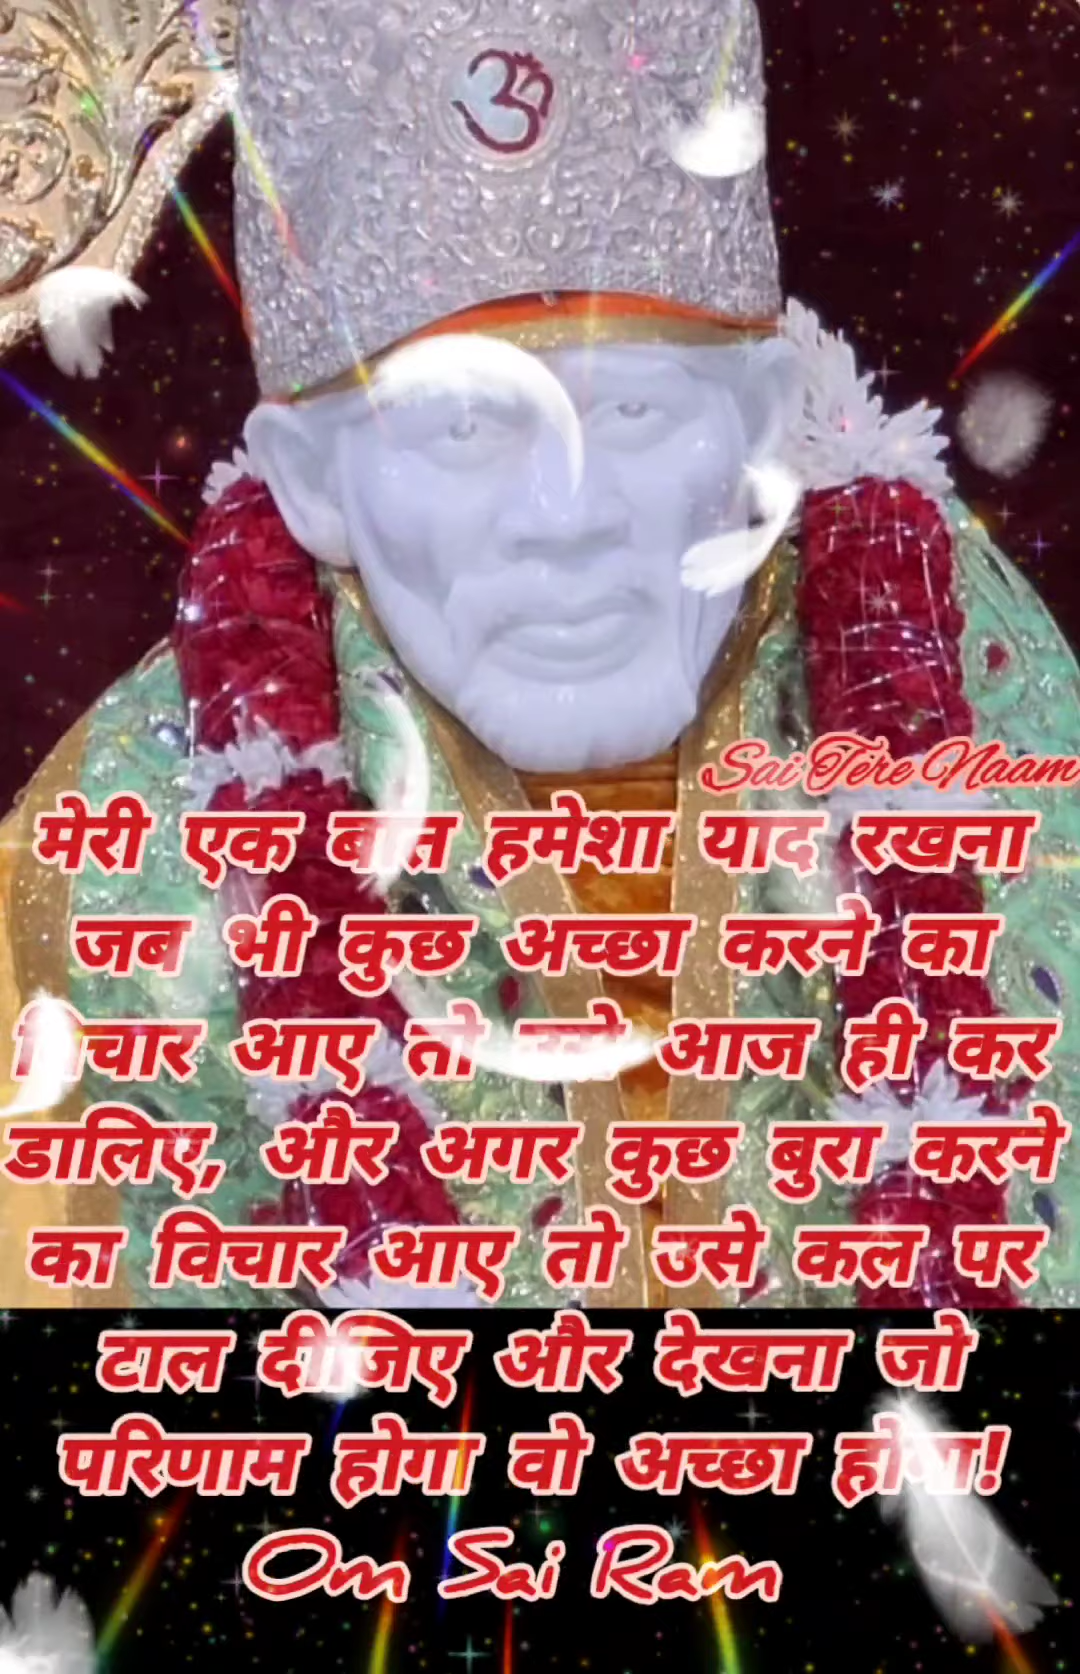 ॐ
Sai Tere Naam
मेरी एक बात हमेशा याद रखना
जब भी कुछ अच्छा करने का
विचार आए तो उसे आज ही कर
डालिए, और अगर कुछ बुरा करने
का विचार आए तो उसे कल पर
टाल दीजिए और देखना जो
परिणाम होगा वो अच्छा होगा!
Om Sai Ram